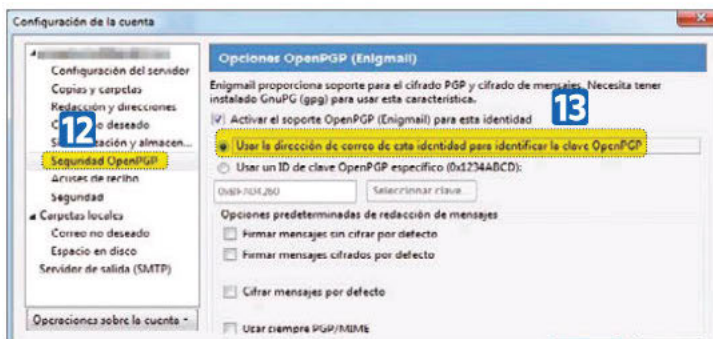 Configuración de la cuenta
Configuración del servidor
Copias y carpetas
Redacción y direcciones
no deseado
12
y almacen...
Seguridad OpenPGP
Acuses de recibo
Seguridad
Carpetas locales
Correo no deseado
Espacio en disco
Servidor de salida (SMTP)
Operaciones sobre la cuenta
Opciones OpenPGP (Enigmail)
Enigmail proporciona soporte para el cifrado PGP y cifrado de mensajes. Necesita tener
instalado GnuPG (gpg) para usar esta característica.
13
Activar el soporte OpenPGP (Enigmail) para esta identidad
Usar la dirección de correo de esta identidad para identificar la clave OpenPGP
Usar un ID de clave OpenPGP específico (0x1234ABCD):
Seleccionar clave...
Opciones predeterminadas de redacción de mensajes
Firmar mensajes sin cifrar por defecto
Firmar mensajes cifrados por defecto
Cifrar mensajes por defecto
Usar siempre PGP/MIME